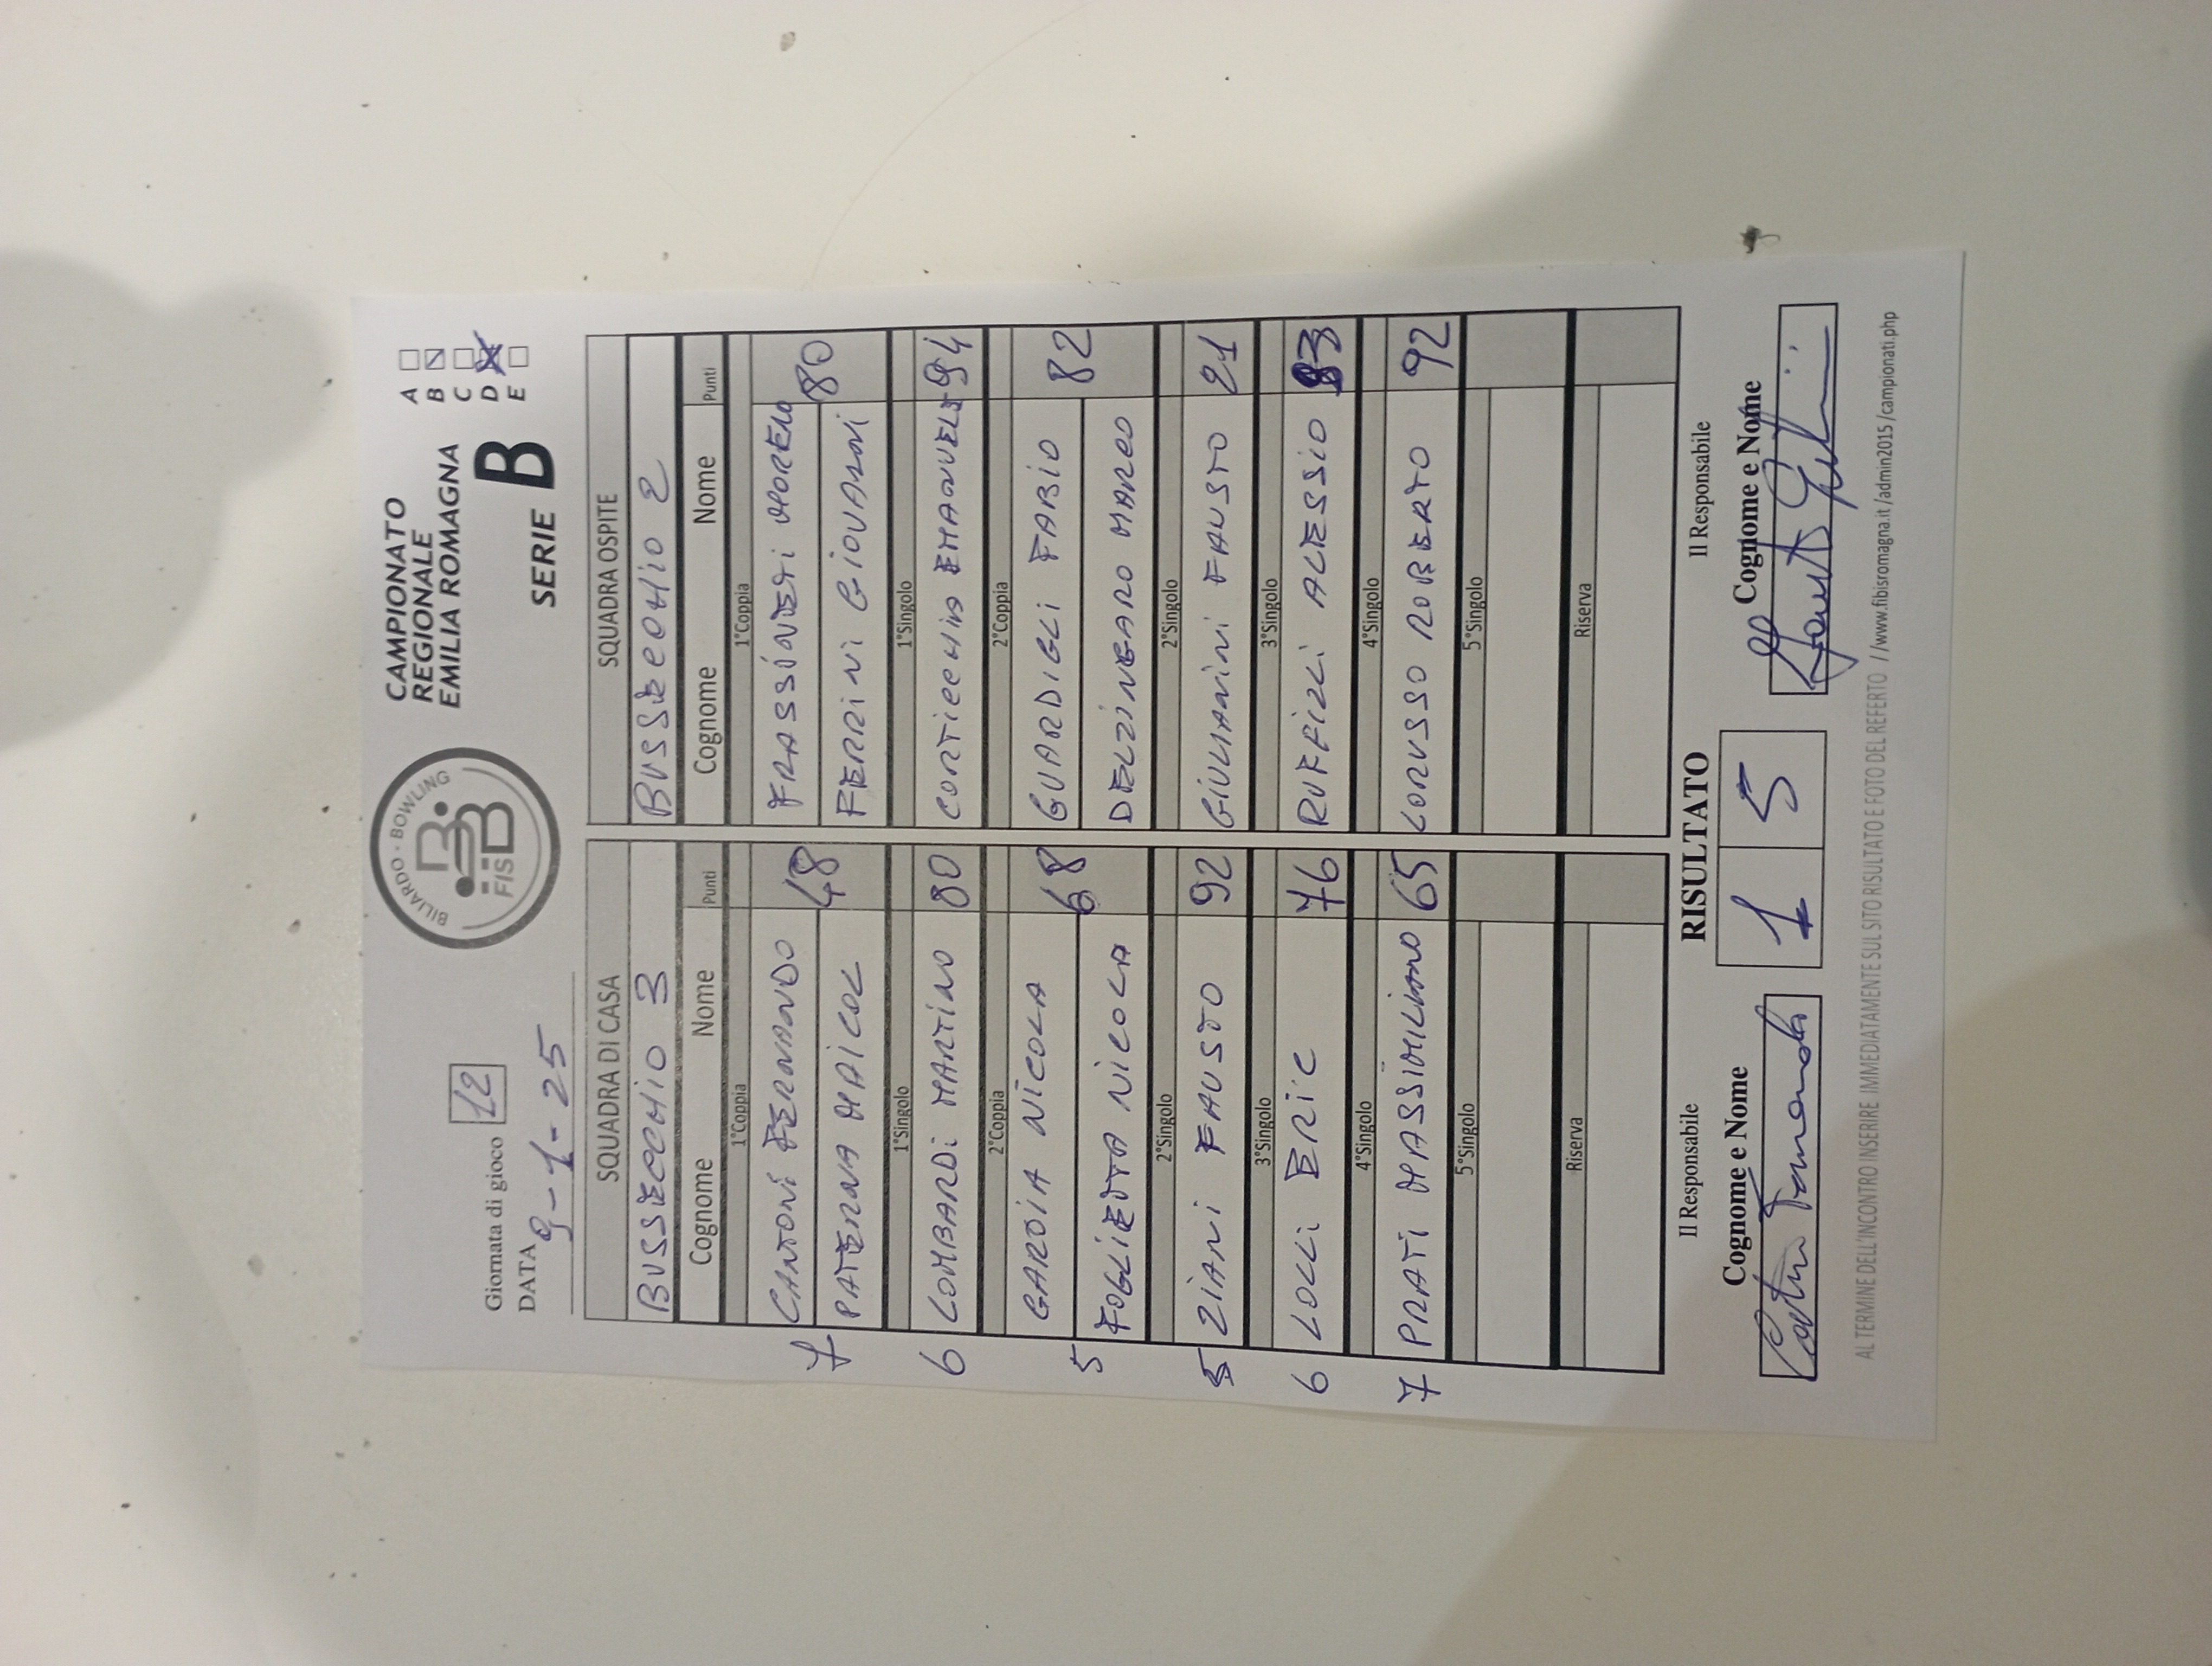 Giornata di gioco 12
DATA 9-1-25
BILIARDO · BOWLING
FISBB
CAMPIONATO
REGIONALE
EMILIA ROMAGNA
SERIE B
A
B
C
D
E
SQUADRA DI CASA
BUSSECCHIO 3
Cognome Nome Punti
1°Coppia
7 CANTONI FERNANDO 48
PATERNA MAICOL
1°Singolo
6 LOMBARDI MARTINO 80
2°Coppia
5 GAROIA NICOLA 68
FOGLIETTA NICOLA
2°Singolo
5 ZIANI FAUSTO 92
3°Singolo
6 LOLLI ERIC 76
4°Singolo
7 PRATI MASSIMILIANO 65
5°Singolo
Riserva
SQUADRA OSPITE
BUSSECCHIO 2
Cognome Nome Punti
1°Coppia
FRASSINETI MORENO 80
FERRINI GIOVANNI
1°Singolo
CORTICCHIA EMANUELE 94
2°Coppia
GUARDIGLI FABIO 82
DELZINGARO MARCO
2°Singolo
GIULIANINI FAUSTO 21
3°Singolo
RUFFILLI ALESSIO 83
4°Singolo
LORUSSO ROBERTO 92
5°Singolo
Riserva
Il Responsabile
Cognome e Nome
RISULTATO
1 5
Il Responsabile
Cognome e Nome
AL TERMINE DELL'INCONTRO INSERIRE IMMEDIATAMENTE SUL SITO RISULTATO E FOTO DEL REFERTO //www.fibisromagna.it/admin2015/campionati.php